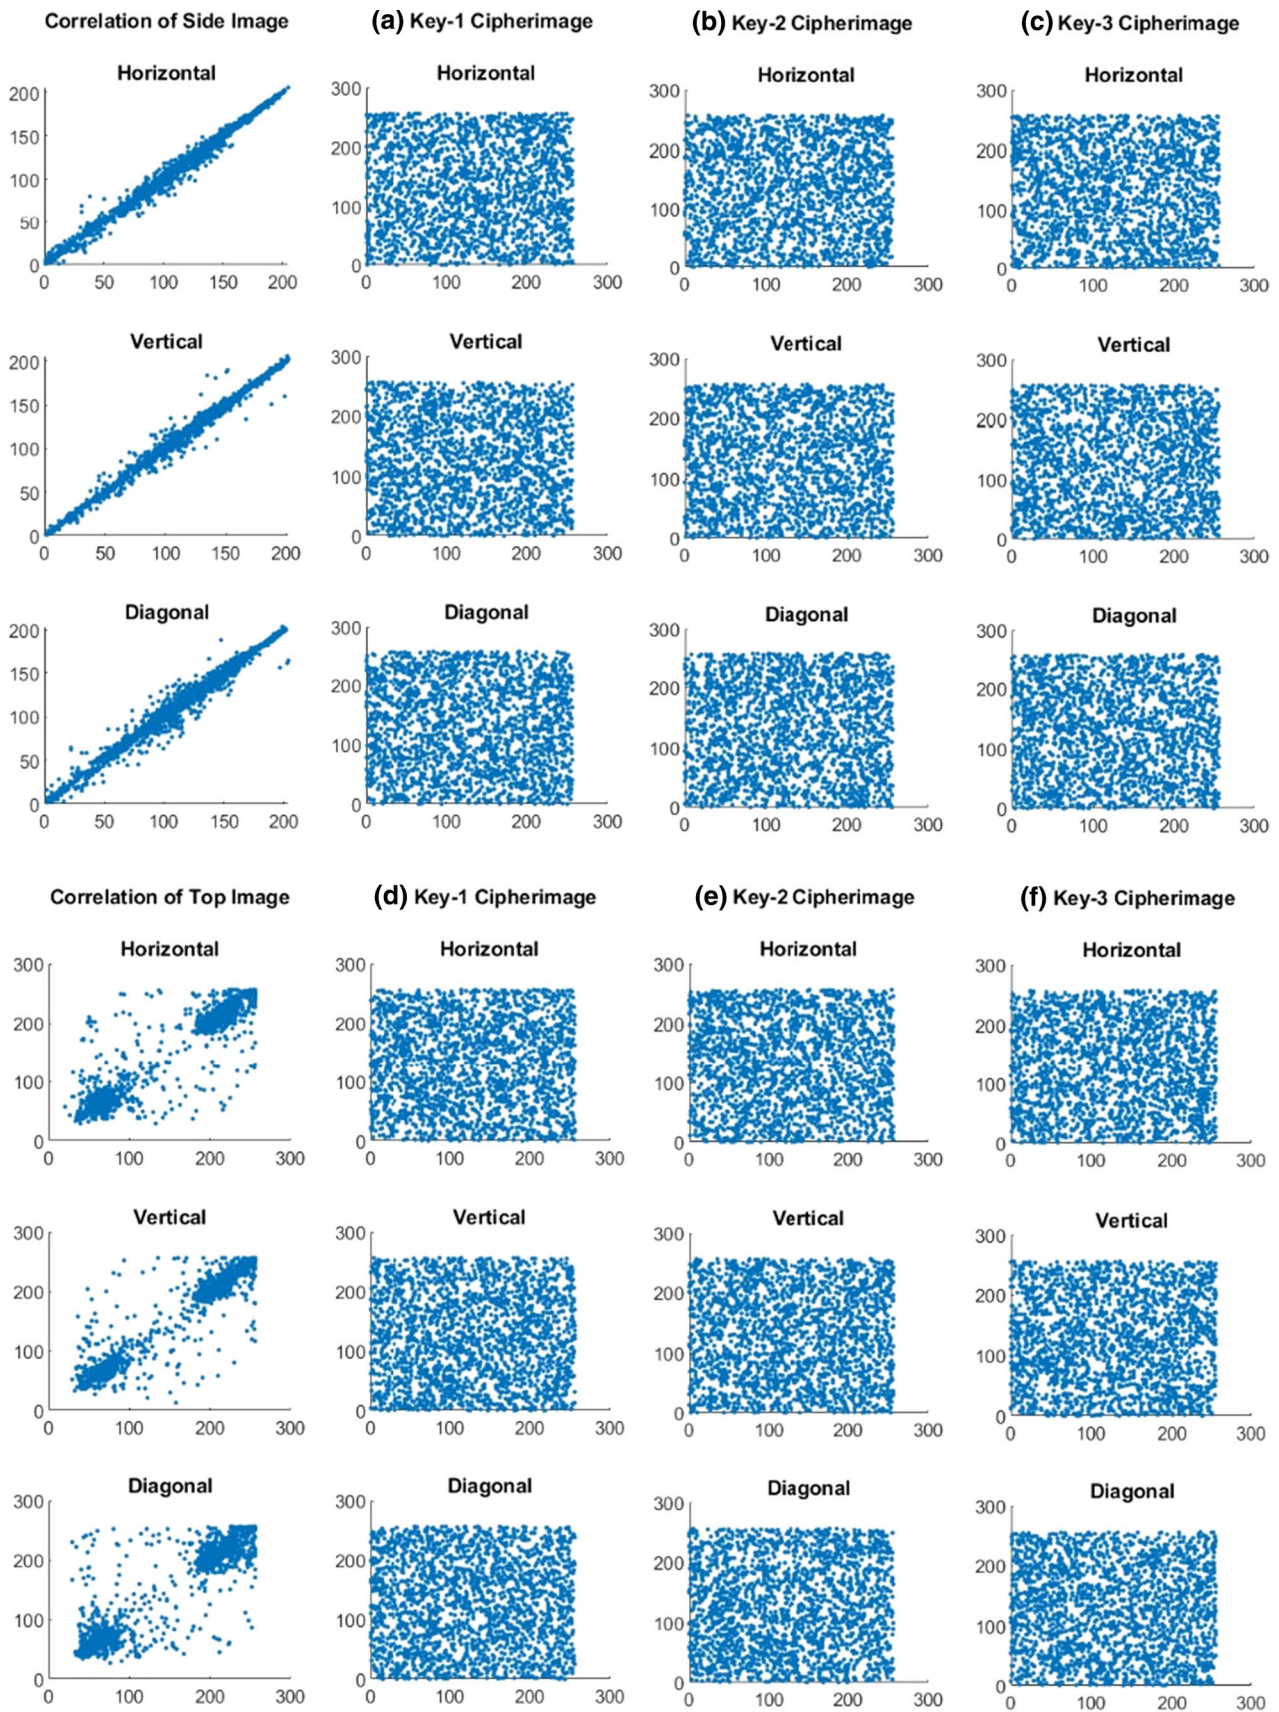 Correlation of Side Image
(a) Key-1 Cipherimage
(b) Key-2 Cipherimage
(c) Key-3 Cipherimage
Horizontal
200
150
100
50
0
0 50 100 150 200
Horizontal
300
200
100
0
0 100 200 300
Horizontal
300
200
100
0
0 100 200 300
Horizontal
300
200
100
0
0 100 200 300
Vertical
200
150
100
50
0
0 50 100 150 200
Vertical
300
200
100
0
0 100 200 300
Vertical
300
200
100
0
0 100 200 300
Vertical
300
200
100
0
0 100 200 300
Diagonal
200
150
100
50
0
0 50 100 150 200
Diagonal
300
200
100
0
0 100 200 300
Diagonal
300
200
100
0
0 100 200 300
Diagonal
300
200
100
0
0 100 200 300
Correlation of Top Image
(d) Key-1 Cipherimage
(e) Key-2 Cipherimage
(f) Key-3 Cipherimage
Horizontal
300
200
100
0
0 100 200 300
Horizontal
300
200
100
0
0 100 200 300
Horizontal
300
200
100
0
0 100 200 300
Horizontal
300
200
100
0
0 100 200 300
Vertical
300
200
100
0
0 100 200 300
Vertical
300
200
100
0
0 100 200 300
Vertical
300
200
100
0
0 100 200 300
Vertical
300
200
100
0
0 100 200 300
Diagonal
300
200
100
0
0 100 200 300
Diagonal
300
200
100
0
0 100 200 300
Diagonal
300
200
100
0
0 100 200 300
Diagonal
300
200
100
0
0 100 200 300